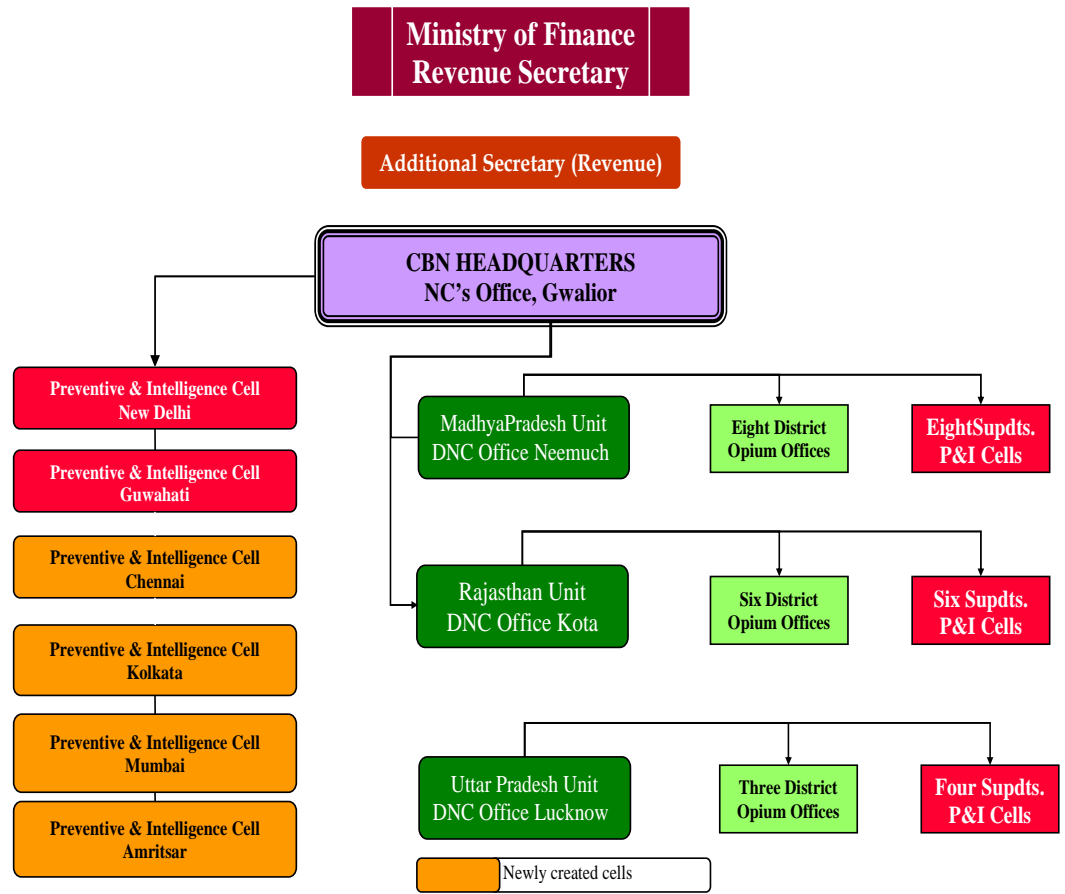 Ministry of Finance
Revenue Secretary
Additional Secretary (Revenue)
CBN HEADQUARTERS
NC's Office, Gwalior
Preventive & Intelligence Cell
New Delhi
Preventive & Intelligence Cell
Guwahati
Preventive & Intelligence Cell
Chennai
Preventive & Intelligence Cell
Kolkata
Preventive & Intelligence Cell
Mumbai
Preventive & Intelligence Cell
Amritsar
MadhyaPradesh Unit
DNC Office Neemuch
Eight District
Opium Offices
EightSupdts.
P&I Cells
Rajasthan Unit
DNC Office Kota
Six District
Opium Offices
Six Supdts.
P&I Cells
Uttar Pradesh Unit
DNC Office Lucknow
Three District
Opium Offices
Four Supdts.
P&I Cells
Newly created cells